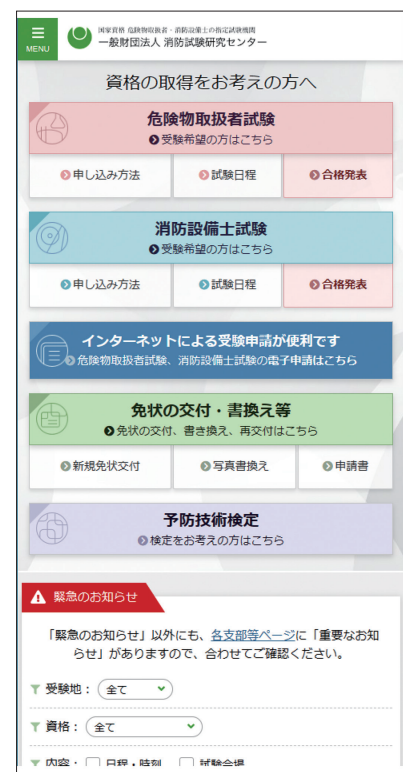 MENU
国家資格 危険物取扱者・消防設備士の指定試験機関
一般財団法人 消防試験研究センター
資格の取得をお考えの方へ
危険物取扱者試験
受験希望の方はこちら
申し込み方法 試験日程 合格発表
消防設備士試験
受験希望の方はこちら
申し込み方法 試験日程 合格発表
インターネットによる受験申請が便利です
危険物取扱者試験、消防設備士試験の電子申請はこちら
免状の交付・書換え等
免状の交付、書き換え、再交付はこちら
新規免状交付 写真書換え 申請書
予防技術検定
検定をお考えの方はこちら
緊急のお知らせ
「緊急のお知らせ」以外にも、各支部等ページに「重要なお知
らせ」がありますので、合わせてご確認ください。
受験地： 全て
資格： 全て
内容： 日程・時刻 試験会場